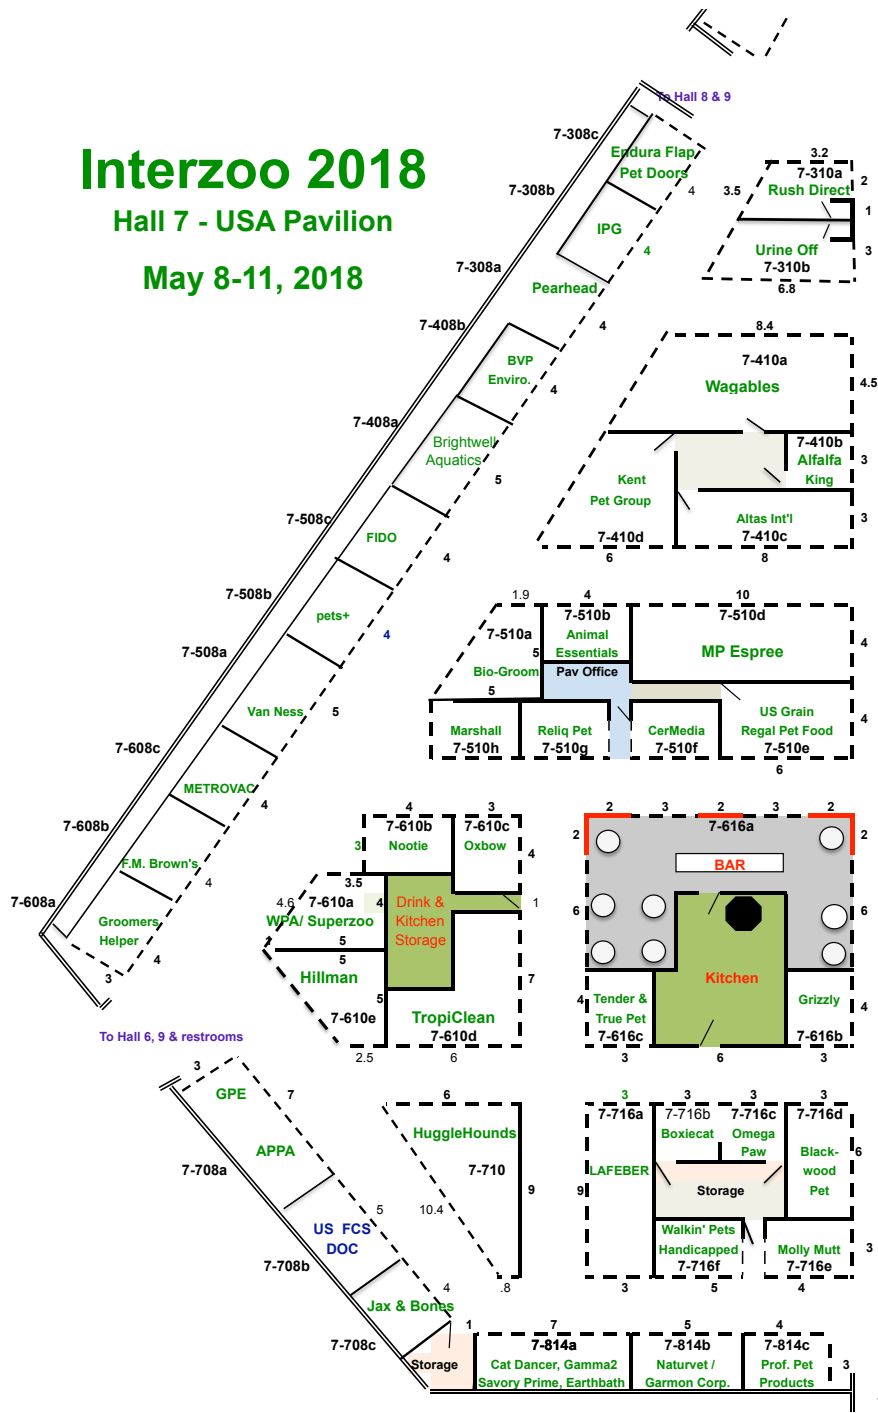 Interzoo 2018
Hall 7 - USA Pavilion
May 8-11, 2018
To Hall 8 & 9
7-308c
Endura Flap
Pet Doors
4
7-308b
IPG
4
7-308a
Pearhead
4
7-408b
BVP
Enviro.
4
7-408a
Brightwell
Aquatics
5
7-508c
FIDO
4
7-508b
pets+
4
7-508a
Van Ness
5
7-608c
METROVAC
4
7-608b
F.M. Brown's
4
7-608a
Groomers
Helper
3
4
3.2
7-310a
Rush Direct
2
3.5
1
Urine Off
3
7-310b
6.8
8.4
7-410a
Wagables
4.5
7-410b
Alfalfa
King
3
Kent
Pet Group
7-410d
6
Altas Int'l
7-410c
3
8
1.9
4
10
7-510a
7-510b
7-510d
Animal
Essentials
5
MP Espree
4
Bio-Groom
5
Pav Office
Marshall
7-510h
Reliq Pet
7-510g
CerMedia
7-510f
US Grain
Regal Pet Food
7-510e
4
6
4
3
7-610b
7-610c
3
Nootie
Oxbow
4
3.5
4.6
7-610a
4
WPA/ Superzoo
5
Drink &
Kitchen
Storage
1
5
Hillman
5
7-610e
2.5
TropiClean
7-610d
7
6
2
3
2
3
2
7-616a
2
2
BAR
6
6
Kitchen
4
Tender &
True Pet
7-616c
3
6
Grizzly
7-616b
4
3
To Hall 6, 9 & restrooms
3
GPE
7
APPA
7-708a
5
US FCS
DOC
7-708b
4
Jax & Bones
7-708c
Storage
1
6
HuggleHounds
7-710
9
10.4
.8
3
3
3
3
7-716a
7-716b
7-716c
7-716d
Boxiecat
Omega
Paw
Black-
wood
Pet
6
LAFEBER
9
Storage
Walkin' Pets
Handicapped
7-716f
Molly Mutt
7-716e
3
3
5
4
7
5
4
7-814a
7-814b
7-814c
Cat Dancer, Gamma2
Savory Prime, Earthbath
Naturvet /
Garmon Corp.
Prof. Pet
Products
3